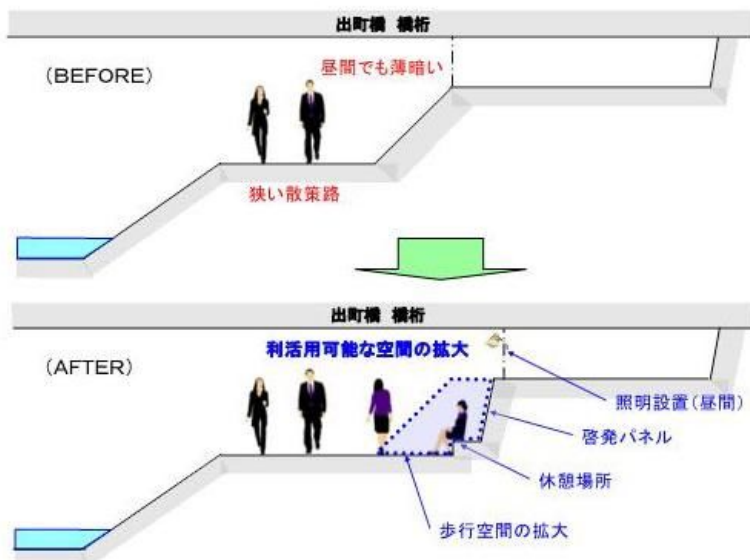 出町橋 橋桁
(BEFORE)
昼間でも薄暗い
狭い散策路
出町橋 橋桁
利活用可能な空間の拡大
(AFTER)
照明設置(昼間)
啓発パネル
休憩場所
歩行空間の拡大